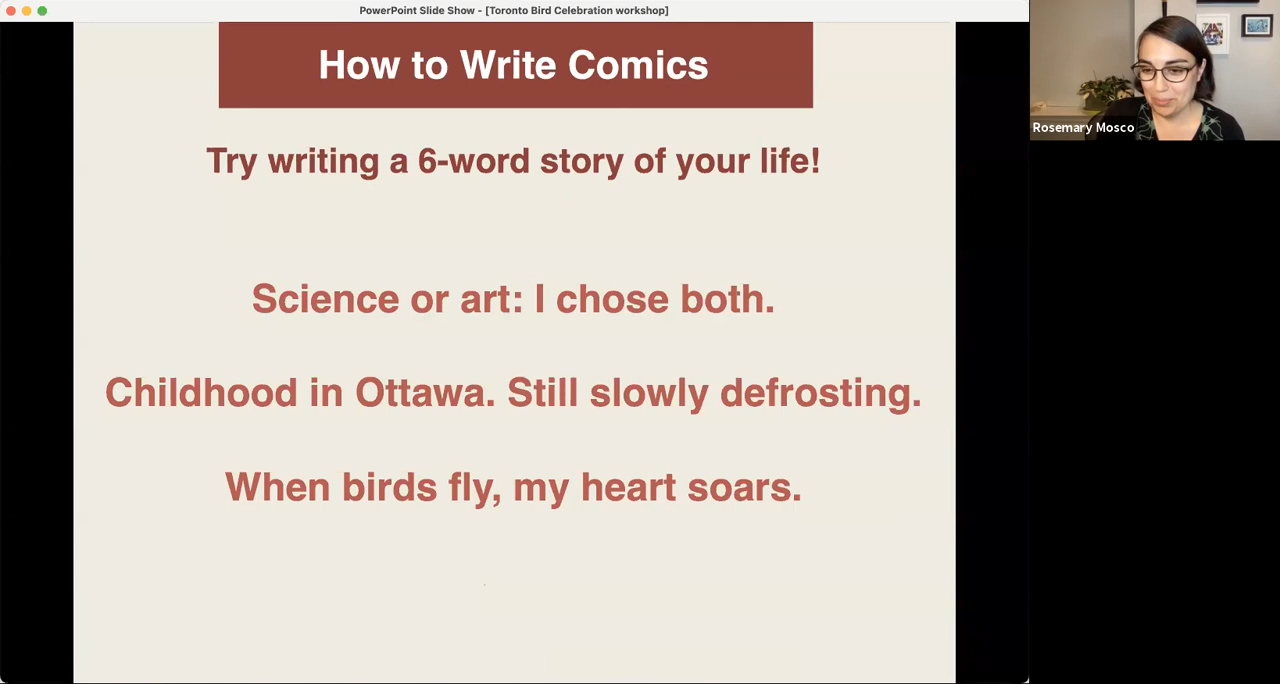 PowerPoint Slide Show - [Toronto Bird Celebration workshop]
How to Write Comics
Try writing a 6-word story of your life!
Science or art: I chose both.
Childhood in Ottawa. Still slowly defrosting.
When birds fly, my heart soars.
Rosemary Mosco